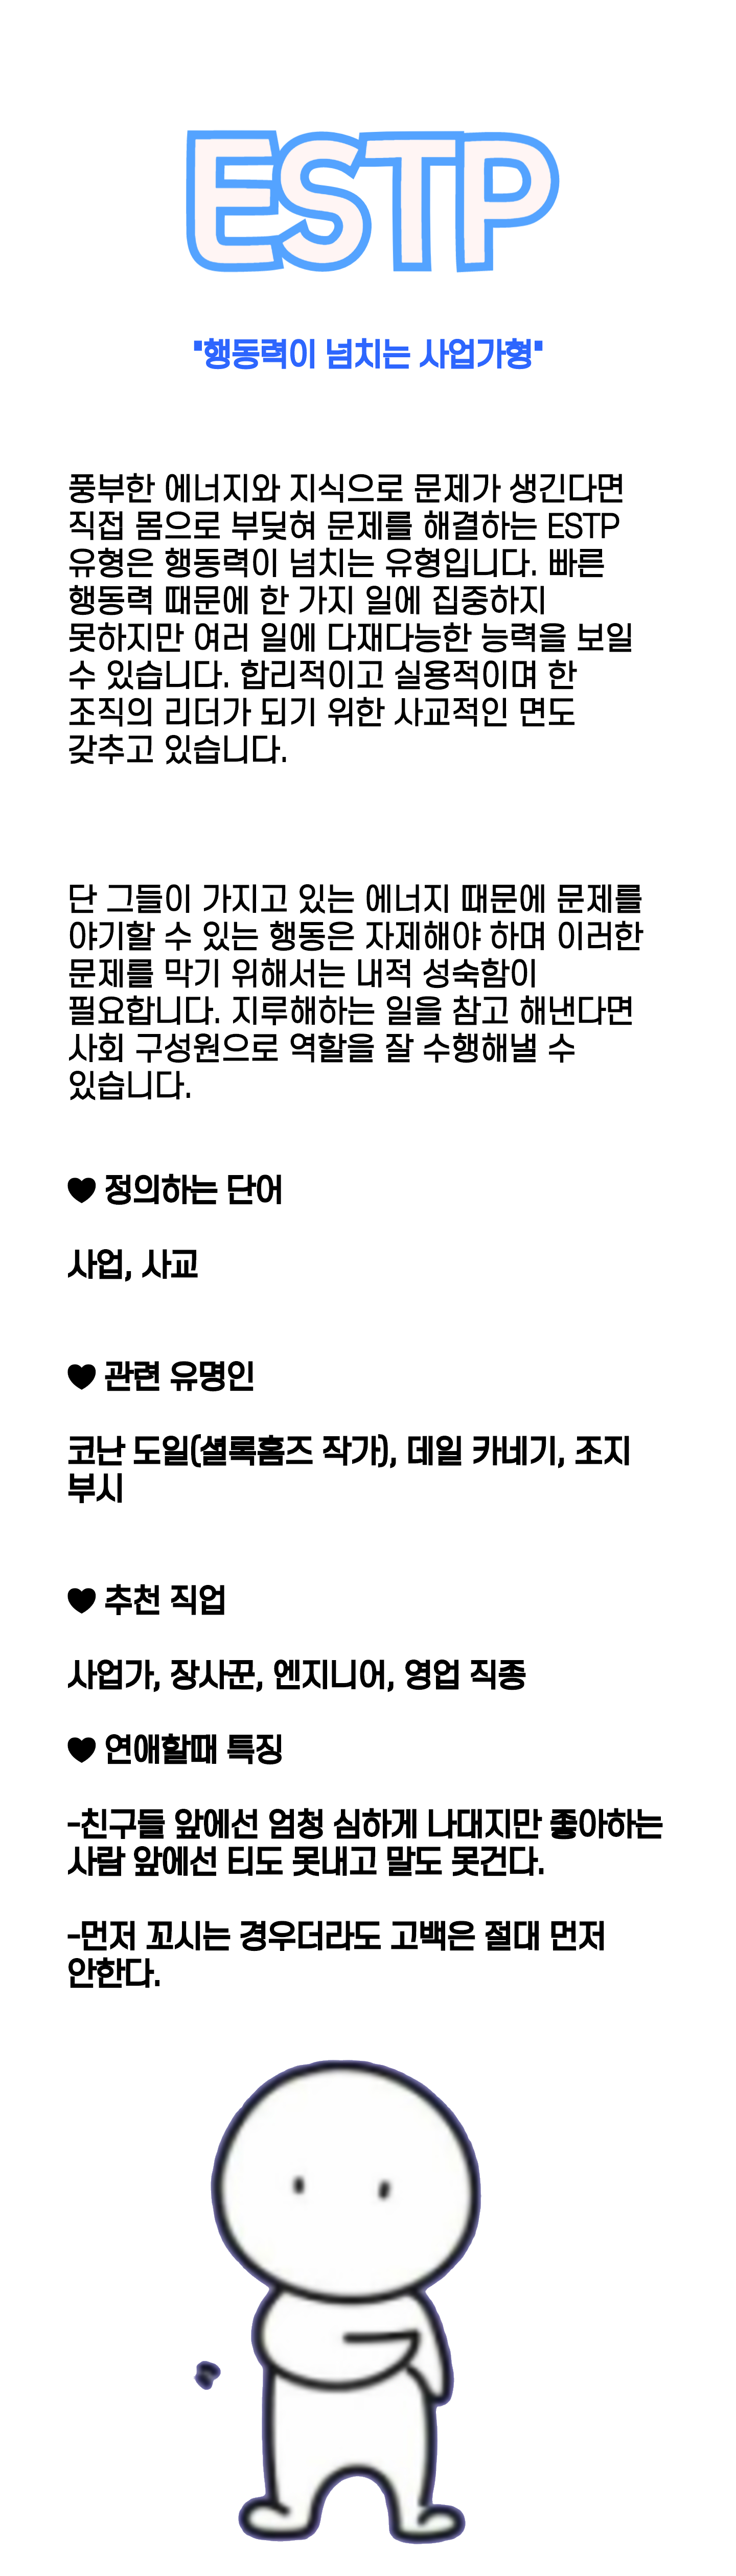 ESTP
"행동력이 넘치는 사업가형"
풍부한 에너지와 지식으로 문제가 생긴다면
직접 몸으로 부딪혀 문제를 해결하는 ESTP
유형은 행동력이 넘치는 유형입니다. 빠른
행동력 때문에 한 가지 일에 집중하지
못하지만 여러 일에 다재다능한 능력을 보일
수 있습니다. 합리적이고 실용적이며 한
조직의 리더가 되기 위한 사교적인 면도
갖추고 있습니다.
단 그들이 가지고 있는 에너지 때문에 문제를
야기할 수 있는 행동은 자제해야 하며 이러한
문제를 막기 위해서는 내적 성숙함이
필요합니다. 지루해하는 일을 참고 해낸다면
사회 구성원으로 역할을 잘 수행해낼 수
있습니다.
♥ 정의하는 단어
사업, 사교
♥ 관련 유명인
코난 도일(셜록홈즈 작가), 데일 카네기, 조지
부시
♥ 추천 직업
사업가, 장사꾼, 엔지니어, 영업 직종
♥ 연애할때 특징
-친구들 앞에선 엄청 심하게 나대지만 좋아하는
사람 앞에선 티도 못내고 말도 못건다.
-먼저 꼬시는 경우더라도 고백은 절대 먼저
안한다.